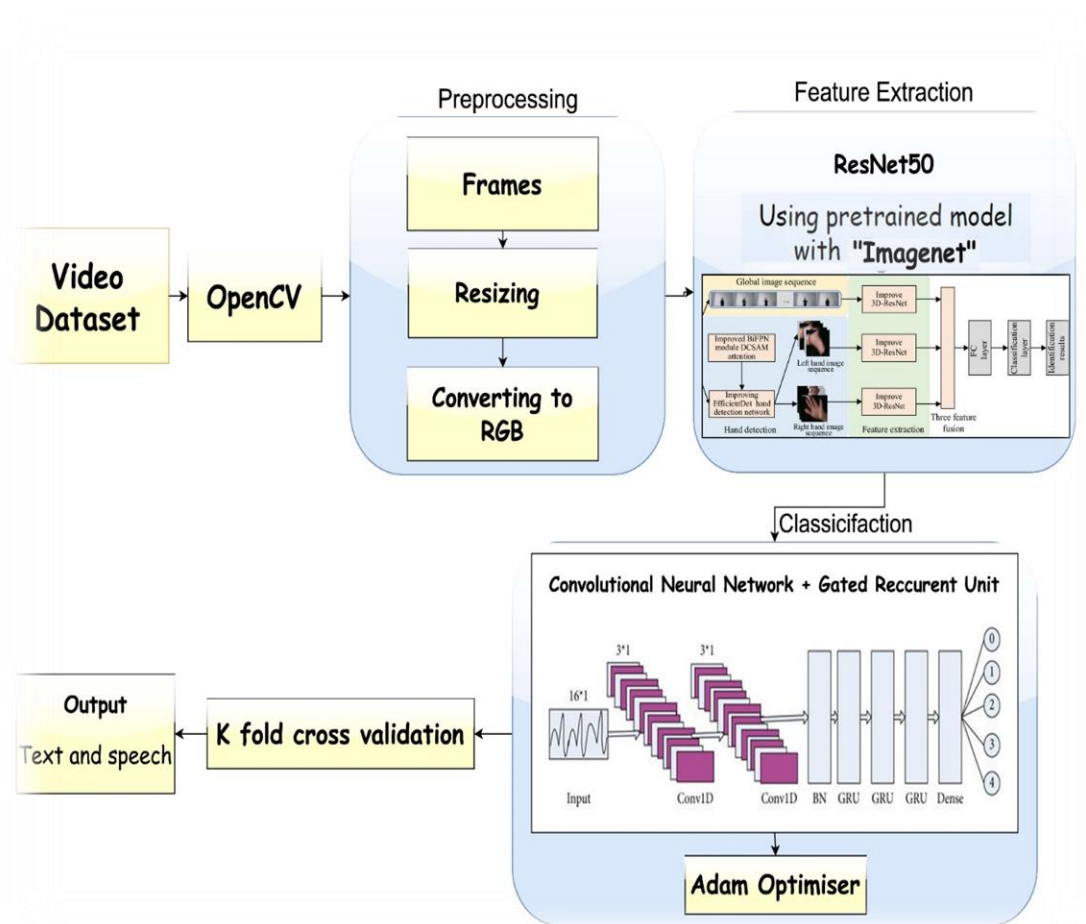 Preprocessing
Feature Extraction
Video
Dataset
OpenCV
Frames
Resizing
Converting to
RGB
ResNet50
Using pretrained model
with "Imagenet"
Global image sequence
...
Improve
3D-ResNet
Improved BiFPN
module DCSAM
attention
Left hand image
sequence
Improve
3D-ResNet
Improving
EfficientDet hand
detection network
Hand detection
Right hand image
sequence
Improve
3D-ResNet
Feature extraction
Three feature
fusion
FC
layer
Classification
layer
Identification
results
Classicifaction
Convolutional Neural Network + Gated Reccurent Unit
16*1
3*1
3*1
Input
Conv1D
Conv1D
BN
GRU
GRU
GRU
Dense
0
1
2
3
4
Adam Optimiser
K fold cross validation
Output
Text and speech